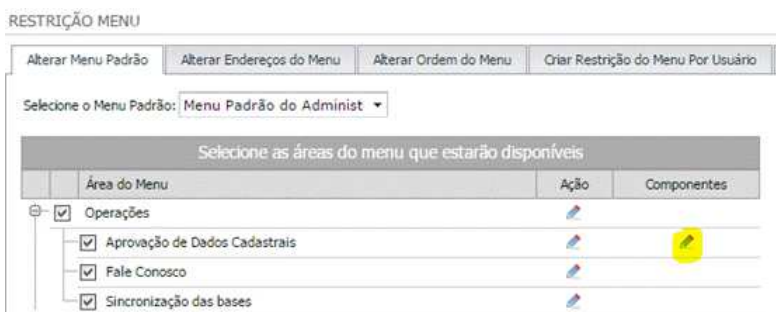 RESTRIÇÃO MENU
Alterar Menu Padrão Alterar Endereços do Menu Alterar Ordem do Menu Criar Restrição do Menu Por Usuário
Selecione o Menu Padrão: Menu Padrão do Administ
Selecione as áreas do menu que estarão disponíveis
Área do Menu Ação Componentes
Operações
Aprovação de Dados Cadastrais
Fale Conosco
Sincronização das bases